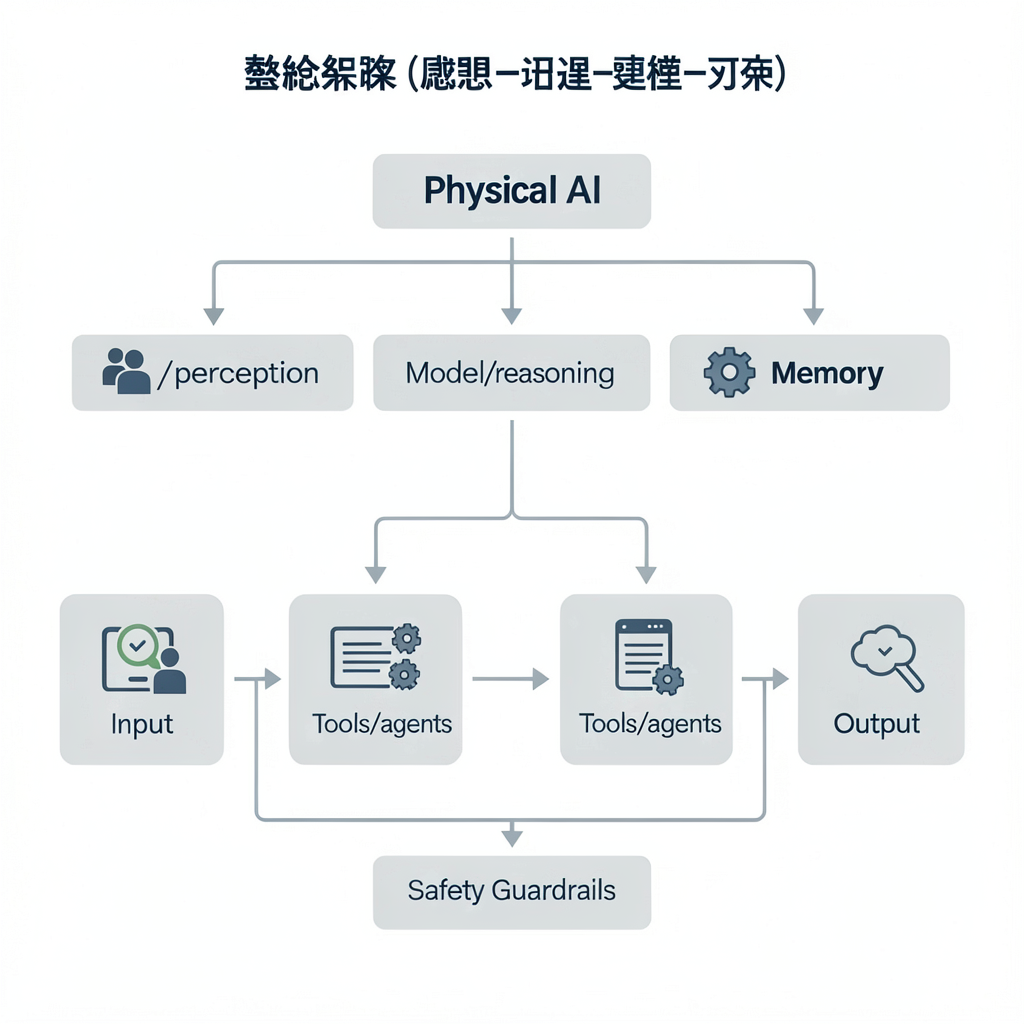 Physical AI
/perception
Model/reasoning
Memory
Input
Tools/agents
Tools/agents
Output
Safety Guardrails